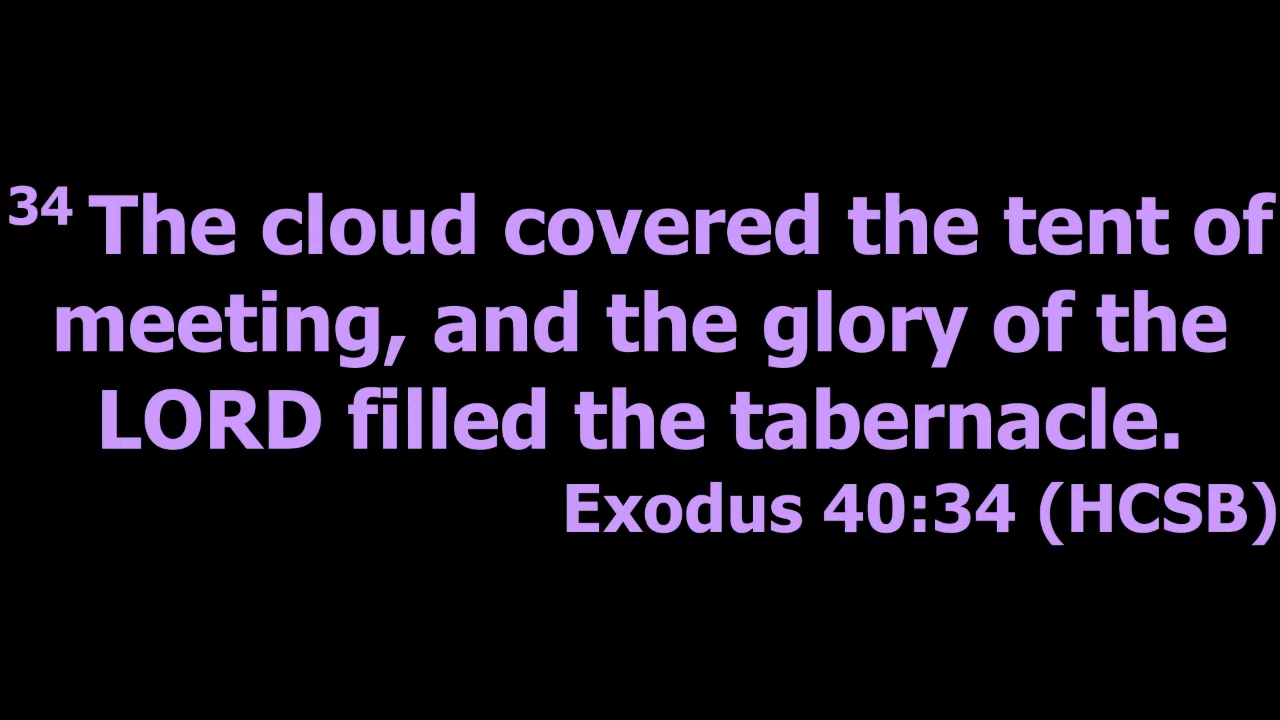 34 The cloud covered the tent of
meeting, and the glory of the
LORD filled the tabernacle.
Exodus 40:34 (HCSB)